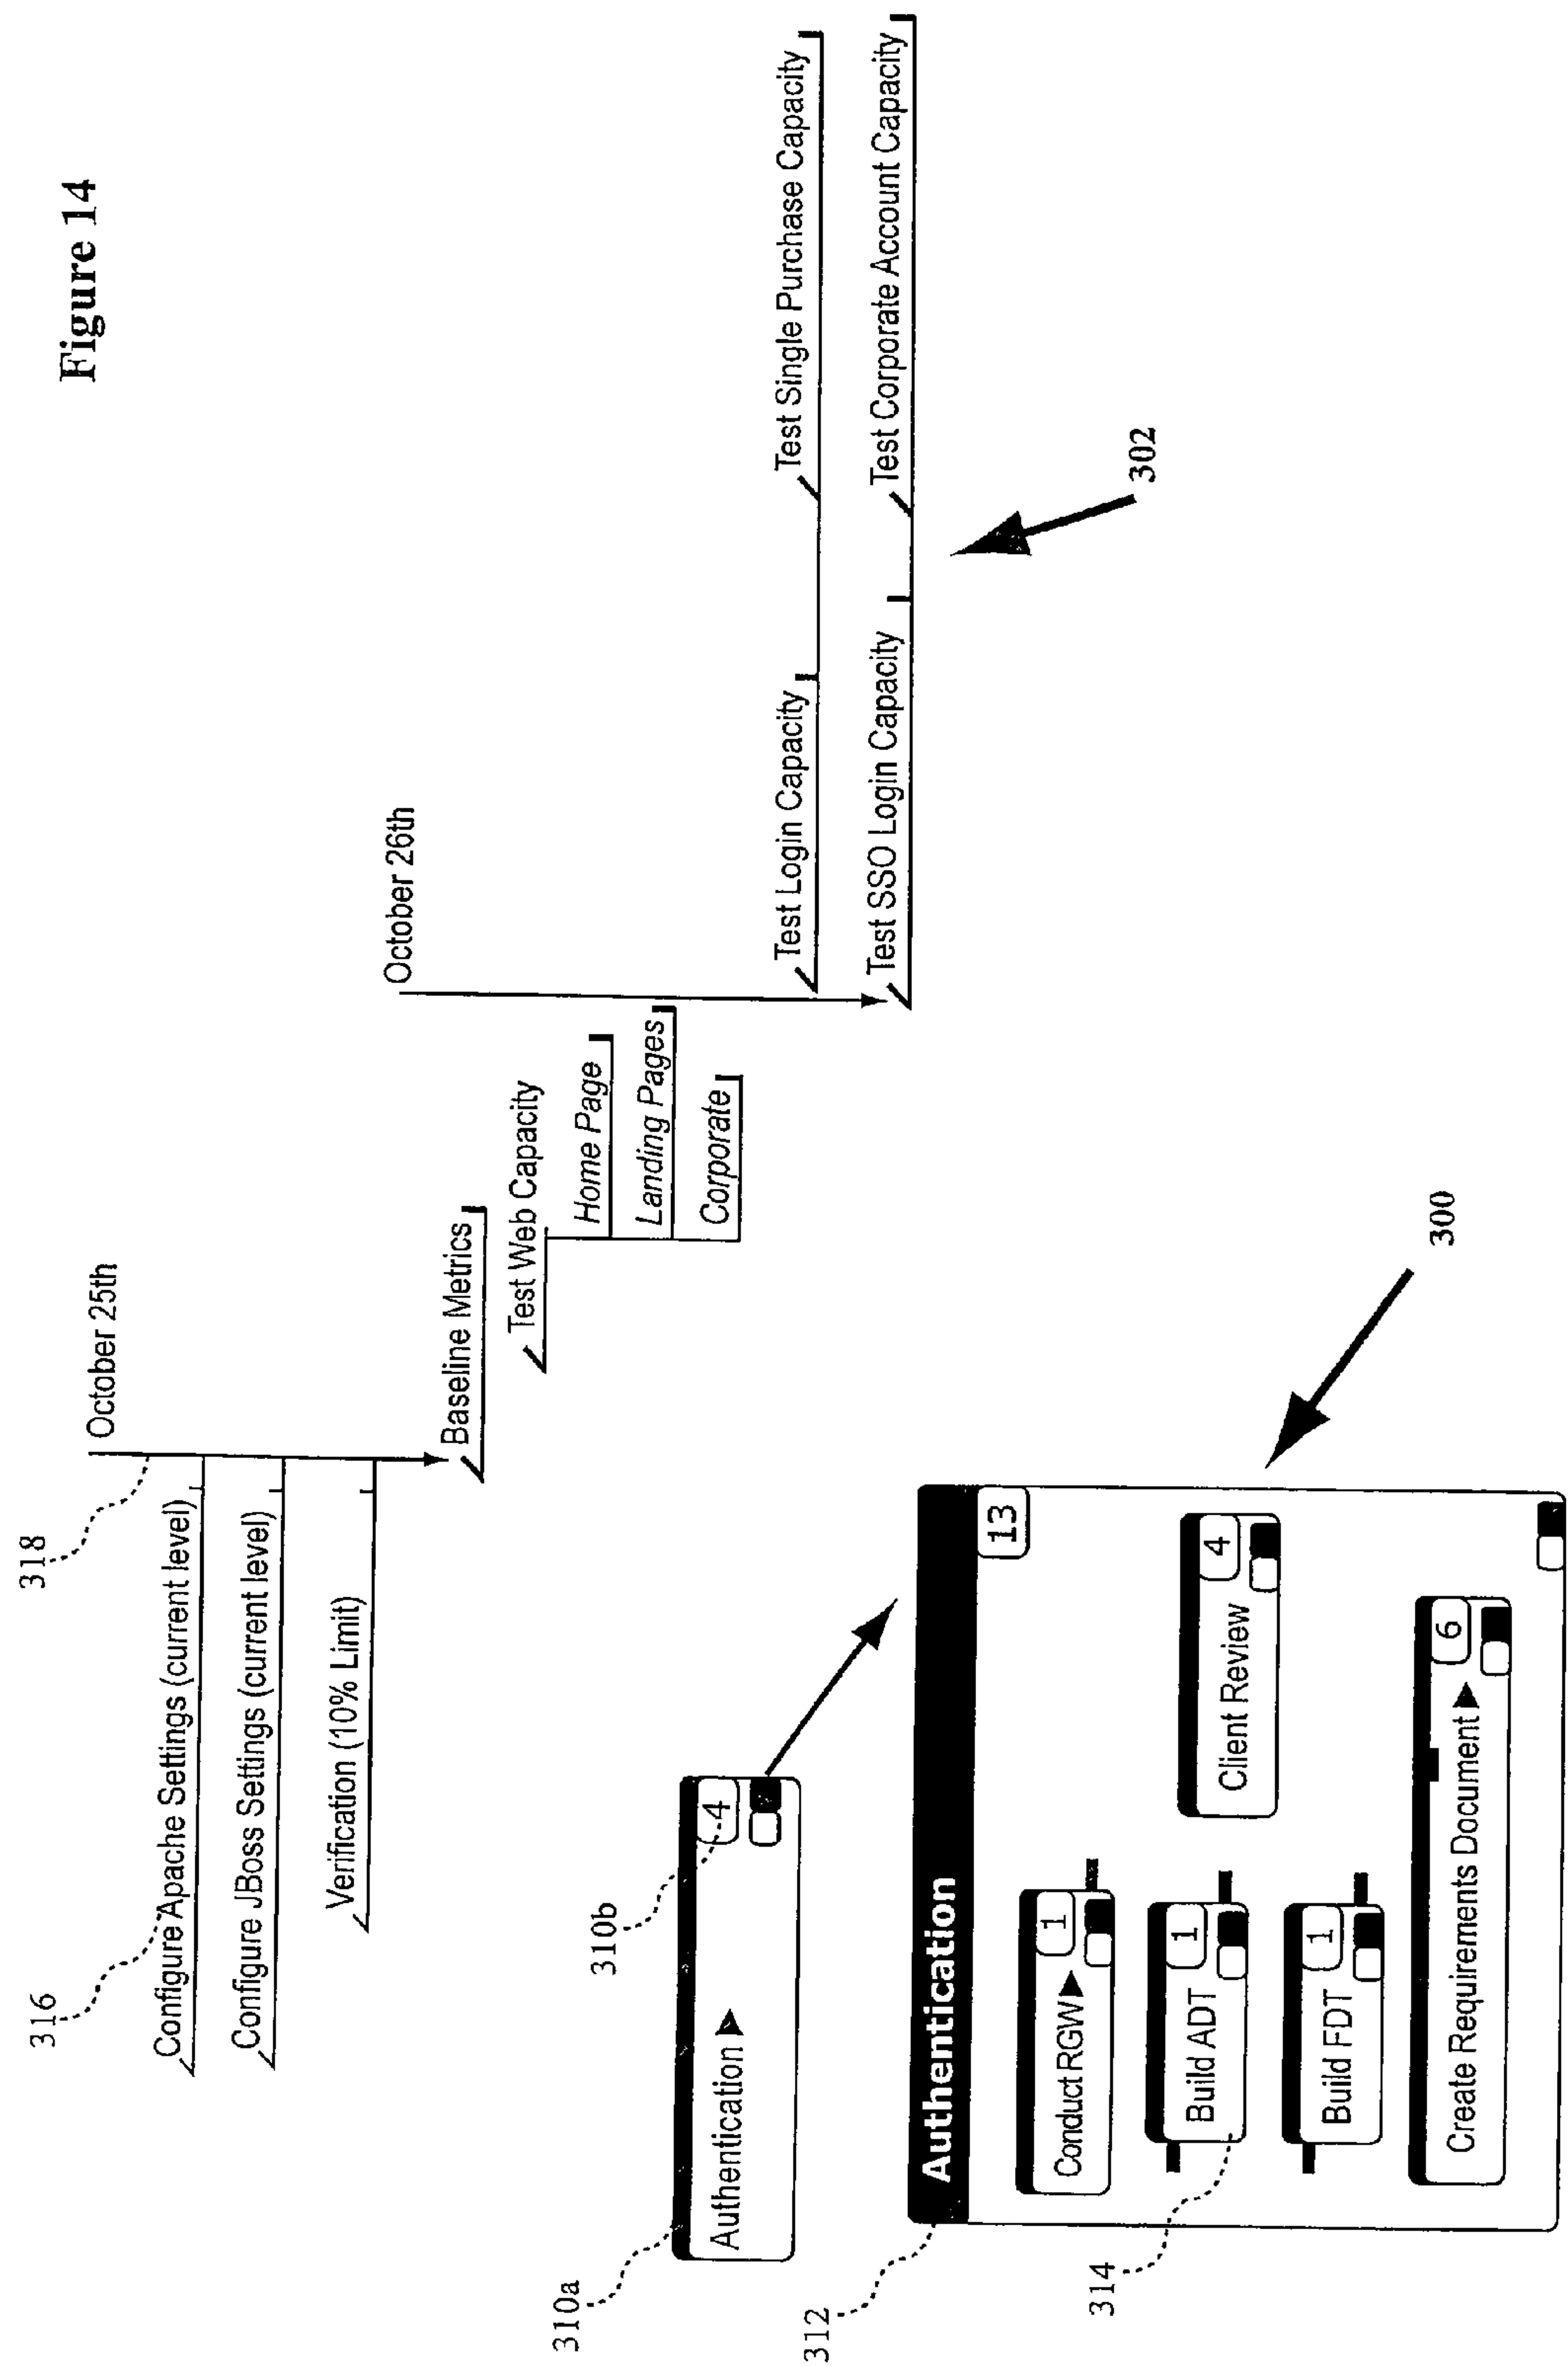 Figure 14
318
October 25th
316
Configure Apache Settings (current level)
Configure JBoss Settings (current level)
Verification (10% Limit)
October 26th
Baseline Metrics
Test Web Capacity
Home Page
Landing Pages
Corporate
Test Login Capacity
Test Single Purchase Capacity
Test SSO Login Capacity
Test Corporate Account Capacity
302
310b
310a
Authentication
4
300
312
Authentication
13
Conduct RGW
1
314
Build ADT
1
Client Review
4
Build FDT
1
Create Requirements Document
6